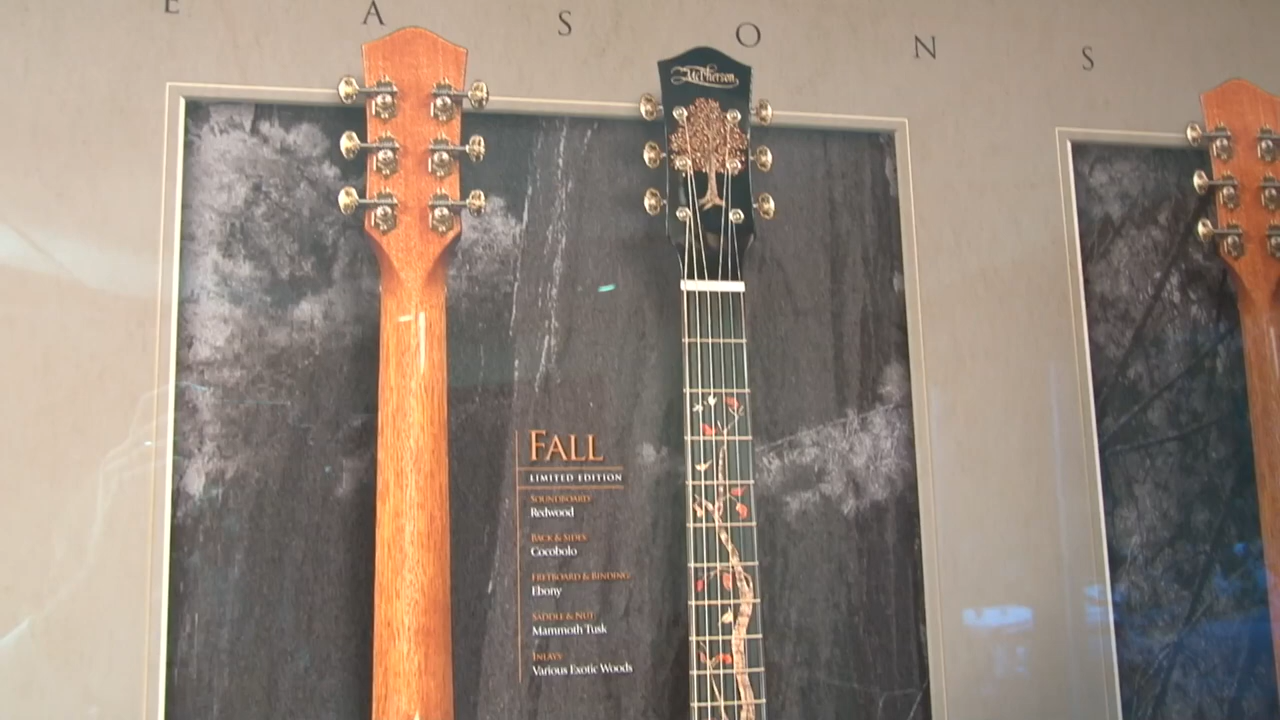 E A S O N S
McPherson
FALL
LIMITED EDITION
SOUNDBOARD
Redwood
BACK & SIDES
Cocobolo
FRETBOARD & BINDING
Ebony
SADDLE & NUT
Mammoth Tusk
INLAYS
Various Exotic Woods